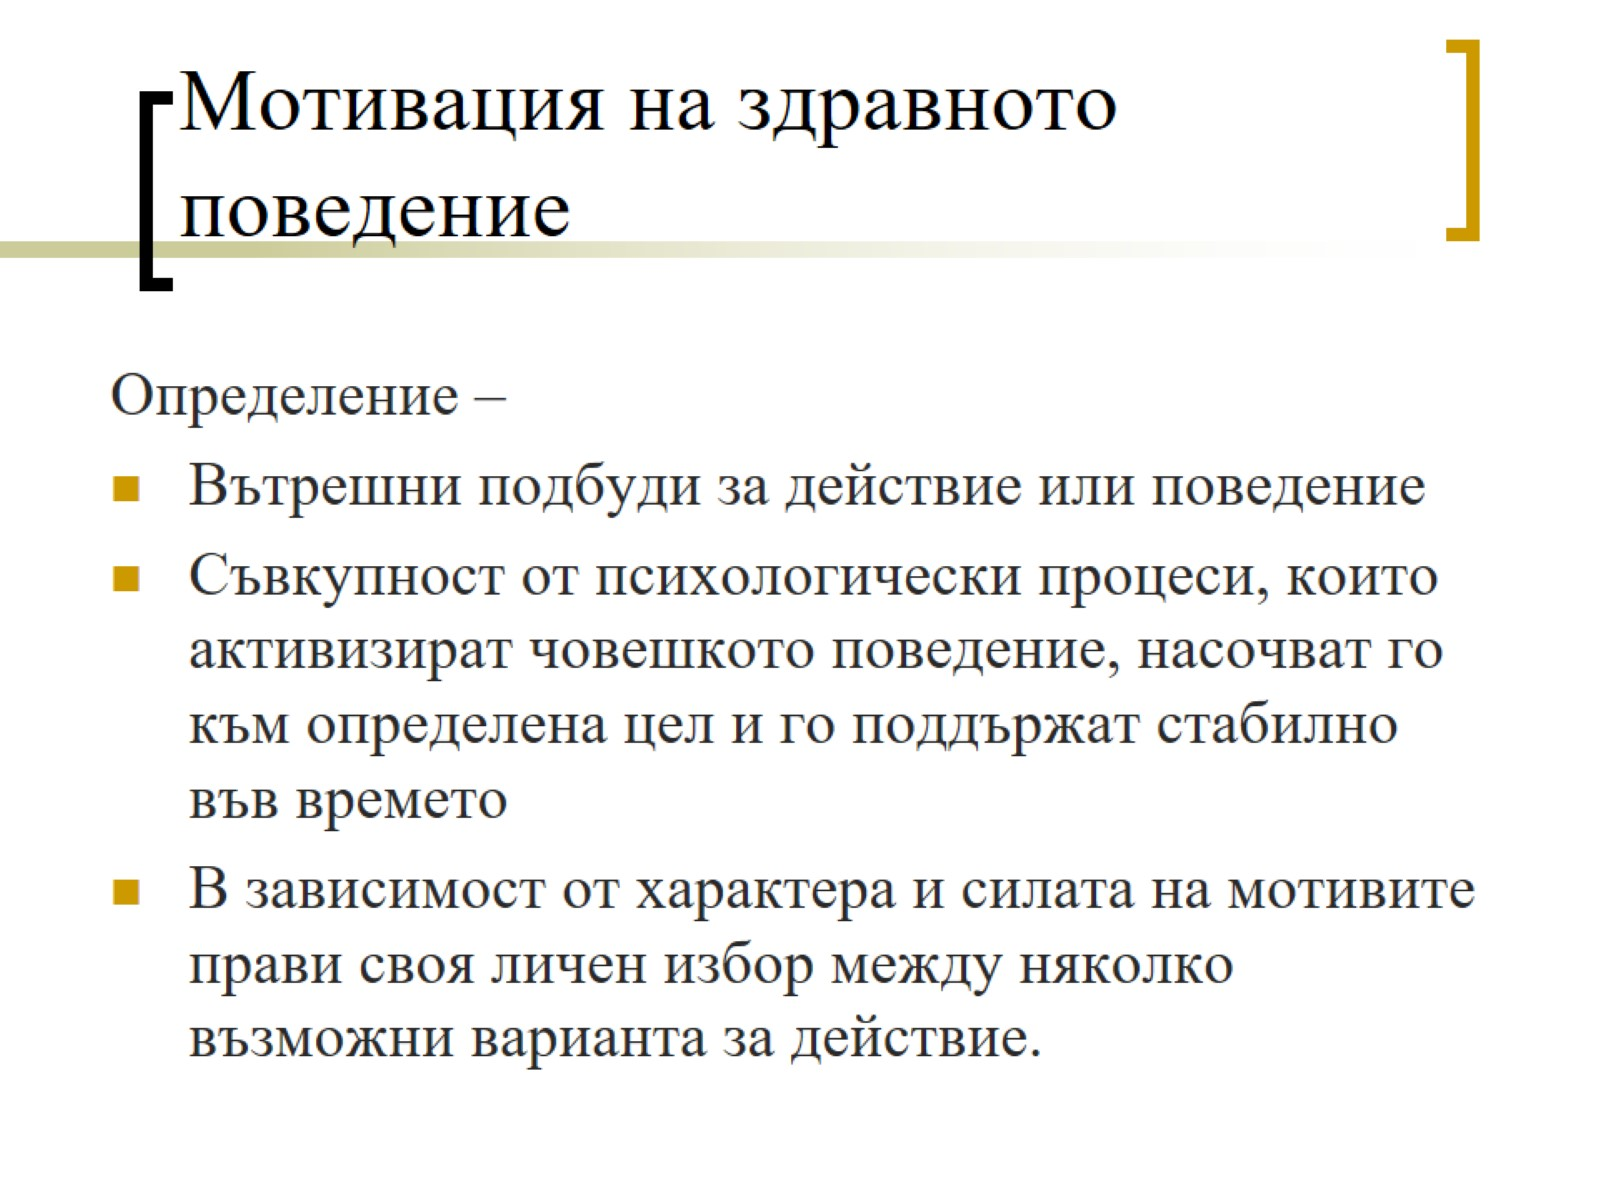 Мотивация на здравното
поведение
Определение –
Вътрешни подбуди за действие или поведение
Съвкупност от психологически процеси, които
активизират човешкото поведение, насочват го
към определена цел и го поддържат стабилно
във времето
В зависимост от характера и силата на мотивите
прави своя личен избор между няколко
възможни варианта за действие.